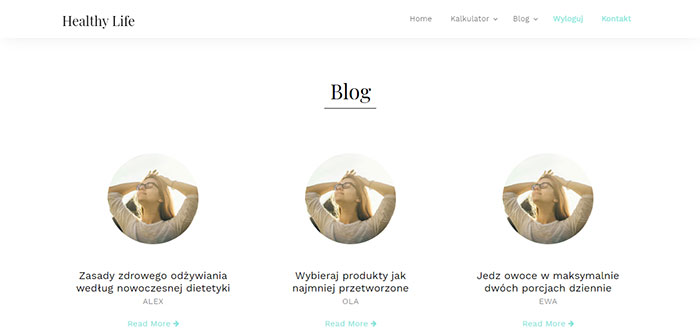 Healthy Life
Home Kalkulator Blog Wyloguj Kontakt
Blog
Zasady zdrowego odżywiania
według nowoczesnej dietetyki
ALEX
Read More
Wybieraj produkty jak
najmniej przetworzone
OLA
Read More
Jedz owoce w maksymalnie
dwóch porcjach dziennie
EWA
Read More